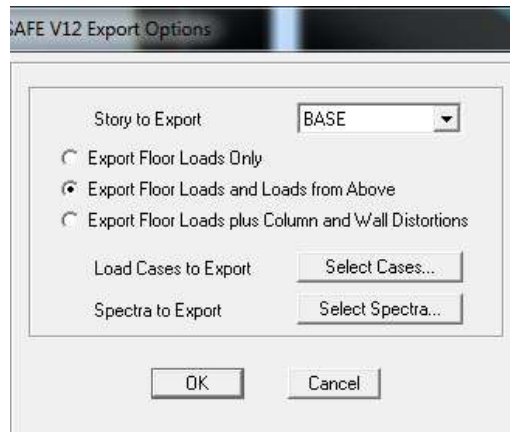 AFE V12 Export Options
Story to Export BASE
Export Floor Loads Only
Export Floor Loads and Loads from Above
Export Floor Loads plus Column and Wall Distortions
Load Cases to Export Select Cases...
Spectra to Export Select Spectra...
OK Cancel